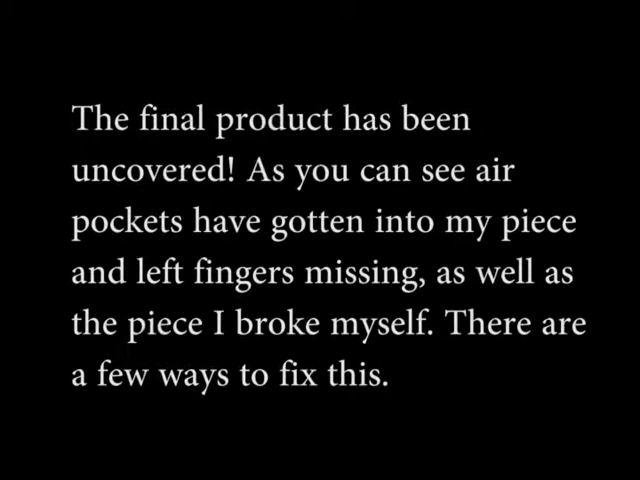 The final product has been
uncovered! As you can see air
pockets have gotten into my piece
and left fingers missing, as well as
the piece I broke myself. There are
a few ways to fix this.